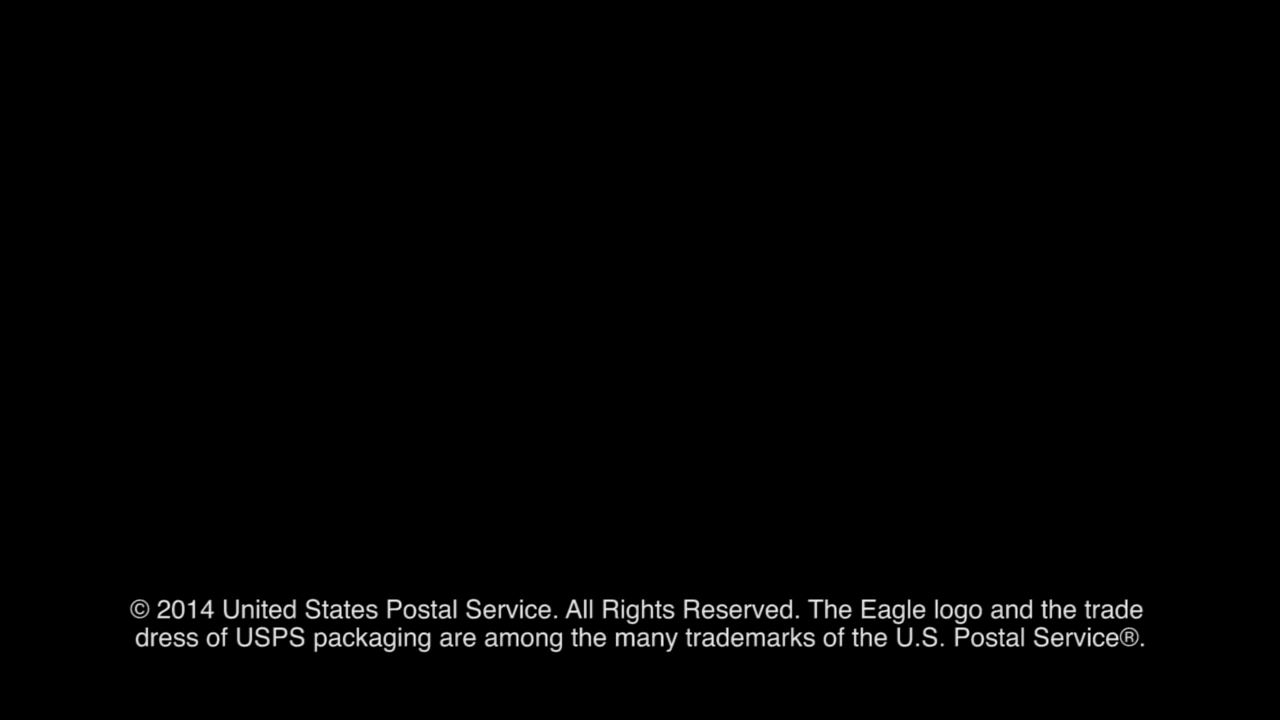 © 2014 United States Postal Service. All Rights Reserved. The Eagle logo and the trade
dress of USPS packaging are among the many trademarks of the U.S. Postal Service®.